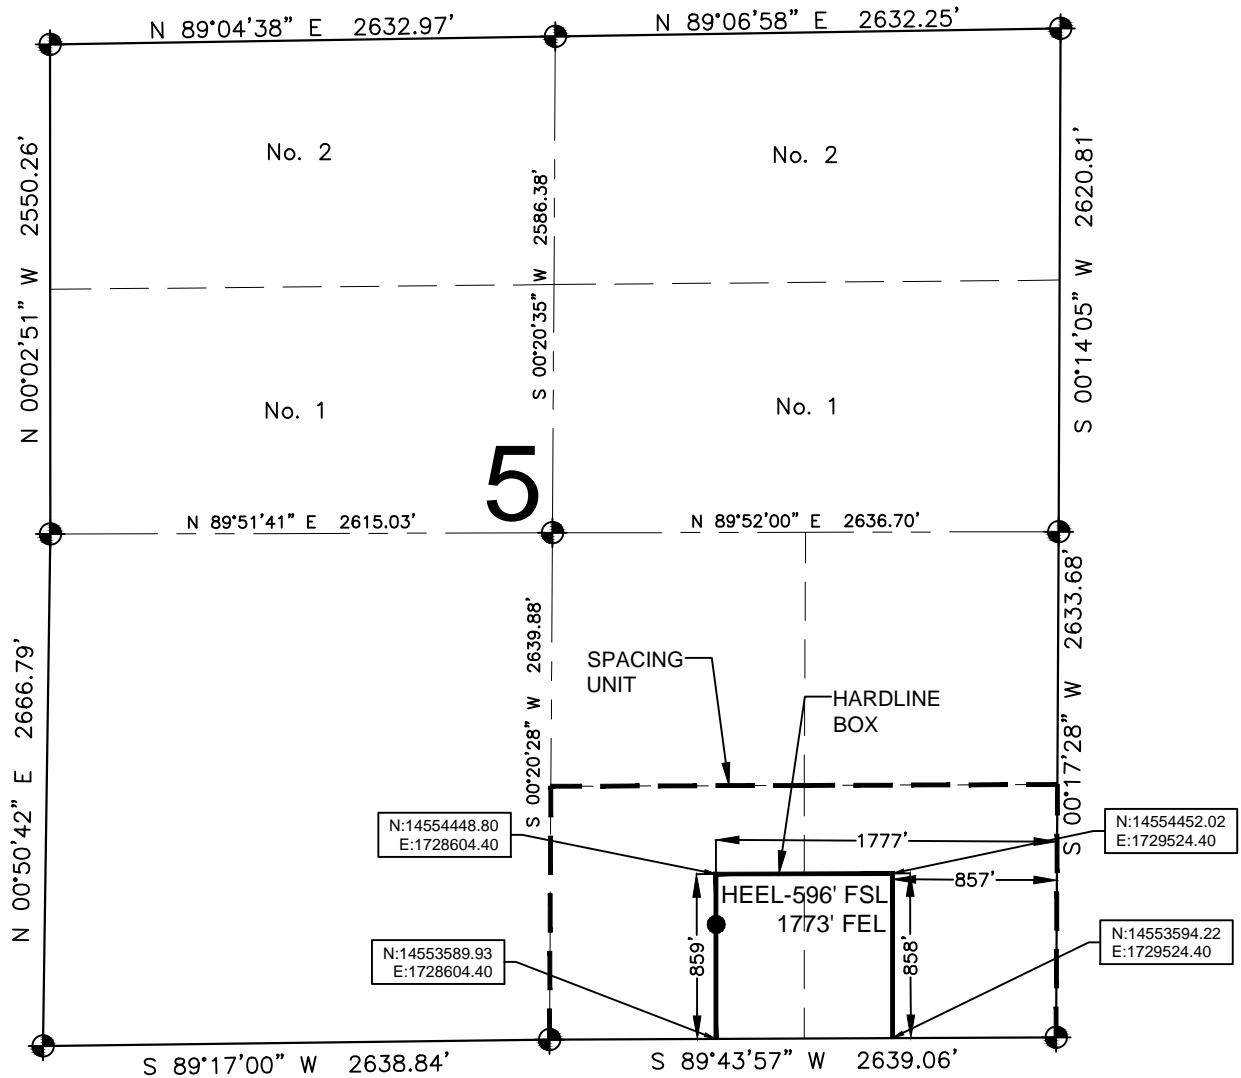 N 89°04'38" E 2632.97'
N 89°06'58" E 2632.25'
N 00°02'51" W 2550.26'
No. 2
S 00°20'35" W 2586.38'
No. 2
S 00°14'05" W 2620.81'
No. 1
No. 1
5
N 89°51'41" E 2615.03'
N 89°52'00" E 2636.70'
N 00°50'42" E 2666.79'
S 00°20'28" W 2639.88'
S 00°17'28" W 2633.68'
SPACING
UNIT
HARDLINE
BOX
N:14554448.80
E:1728604.40
1777'
N:14554452.02
E:1729524.40
857'
HEEL-596' FSL
1773' FEL
859'
858'
N:14553589.93
E:1728604.40
N:14553594.22
E:1729524.40
S 89°17'00" W 2638.84'
S 89°43'57" W 2639.06'